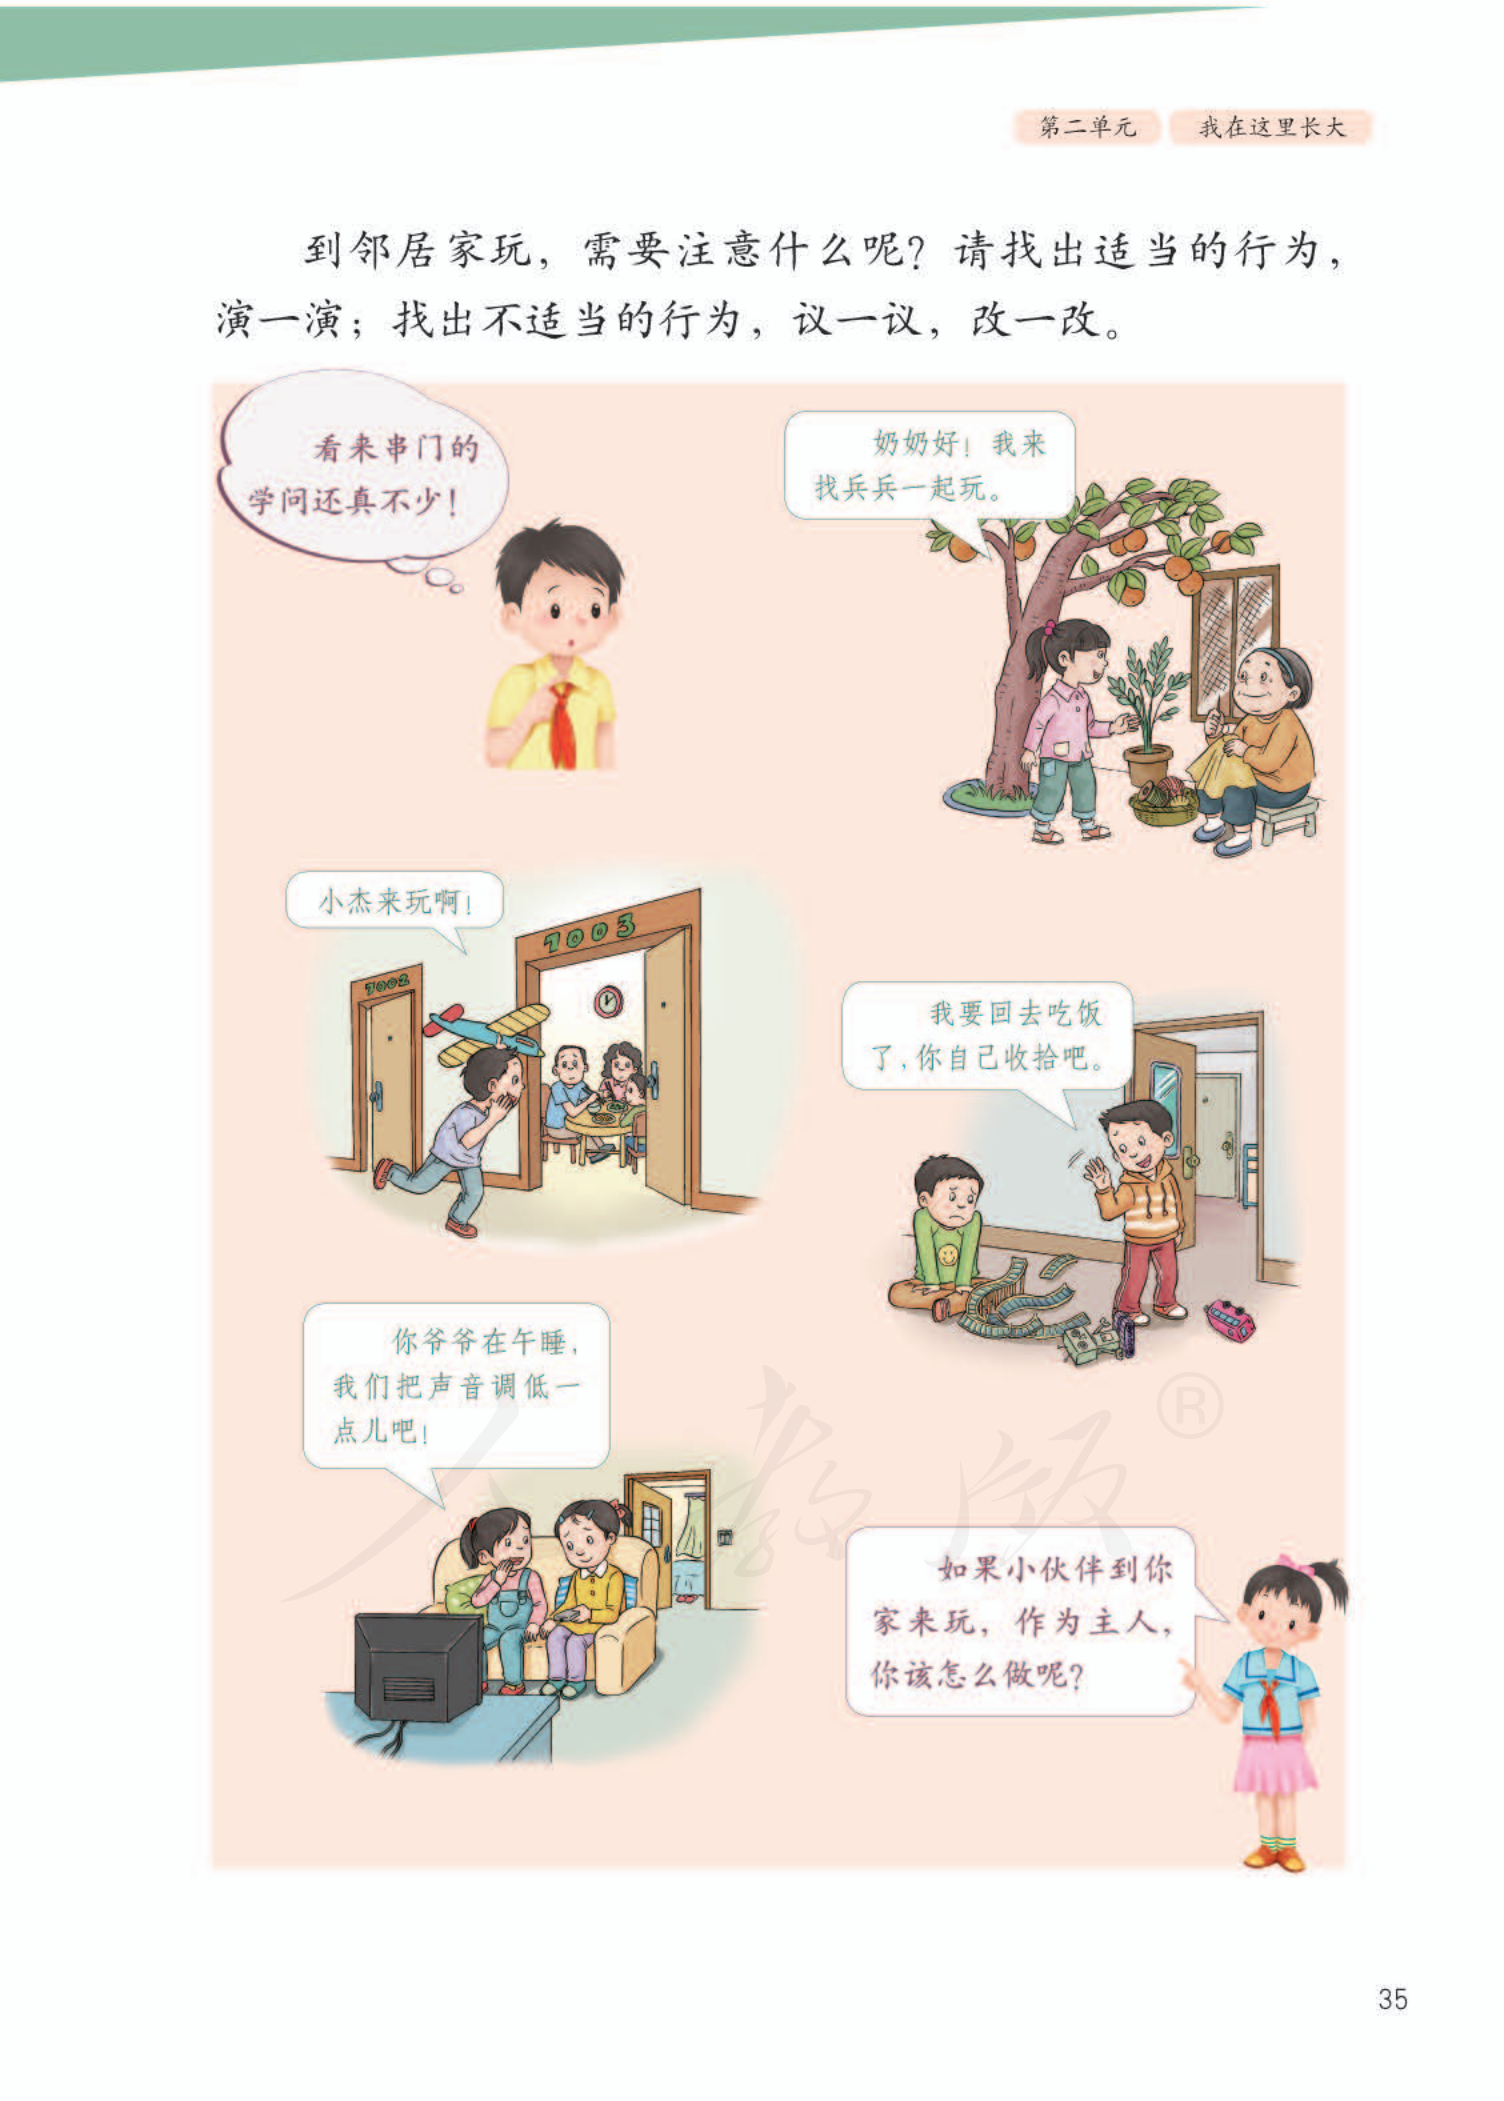 第二单元 我在这里长大
到邻居家玩，需要注意什么呢？请找出适当的行为，
演一演；找出不适当的行为，议一议，改一改。
看来串门的
学问还真不少！
奶奶好！我来
找兵兵一起玩。
小杰来玩啊！
7003
7002
我要回去吃饭
了，你自己收拾吧。
你爷爷在午睡，
我们把声音调低一
点儿吧！
人教版®
如果小伙伴到你
家来玩，作为主人，
你该怎么做呢？
35